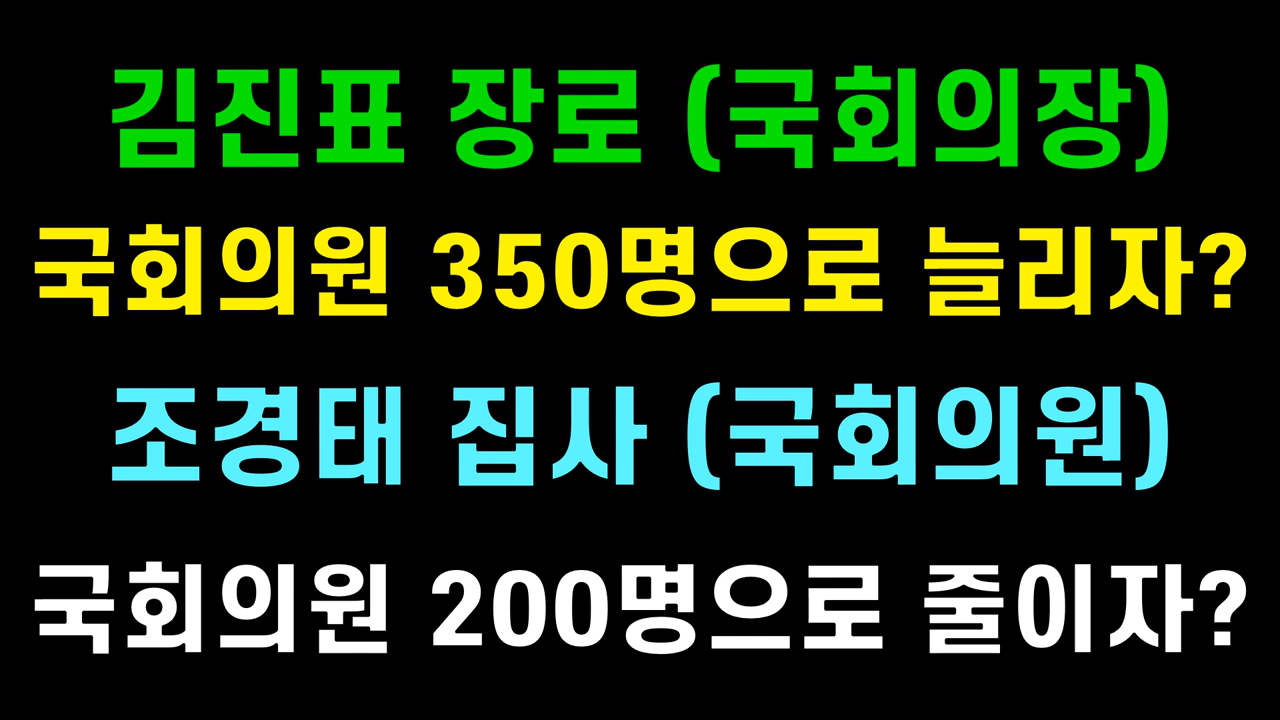 김진표 장로 (국회의장)
국회의원 350명으로 늘리자?
조경태 집사 (국회의원)
국회의원 200명으로 줄이자?